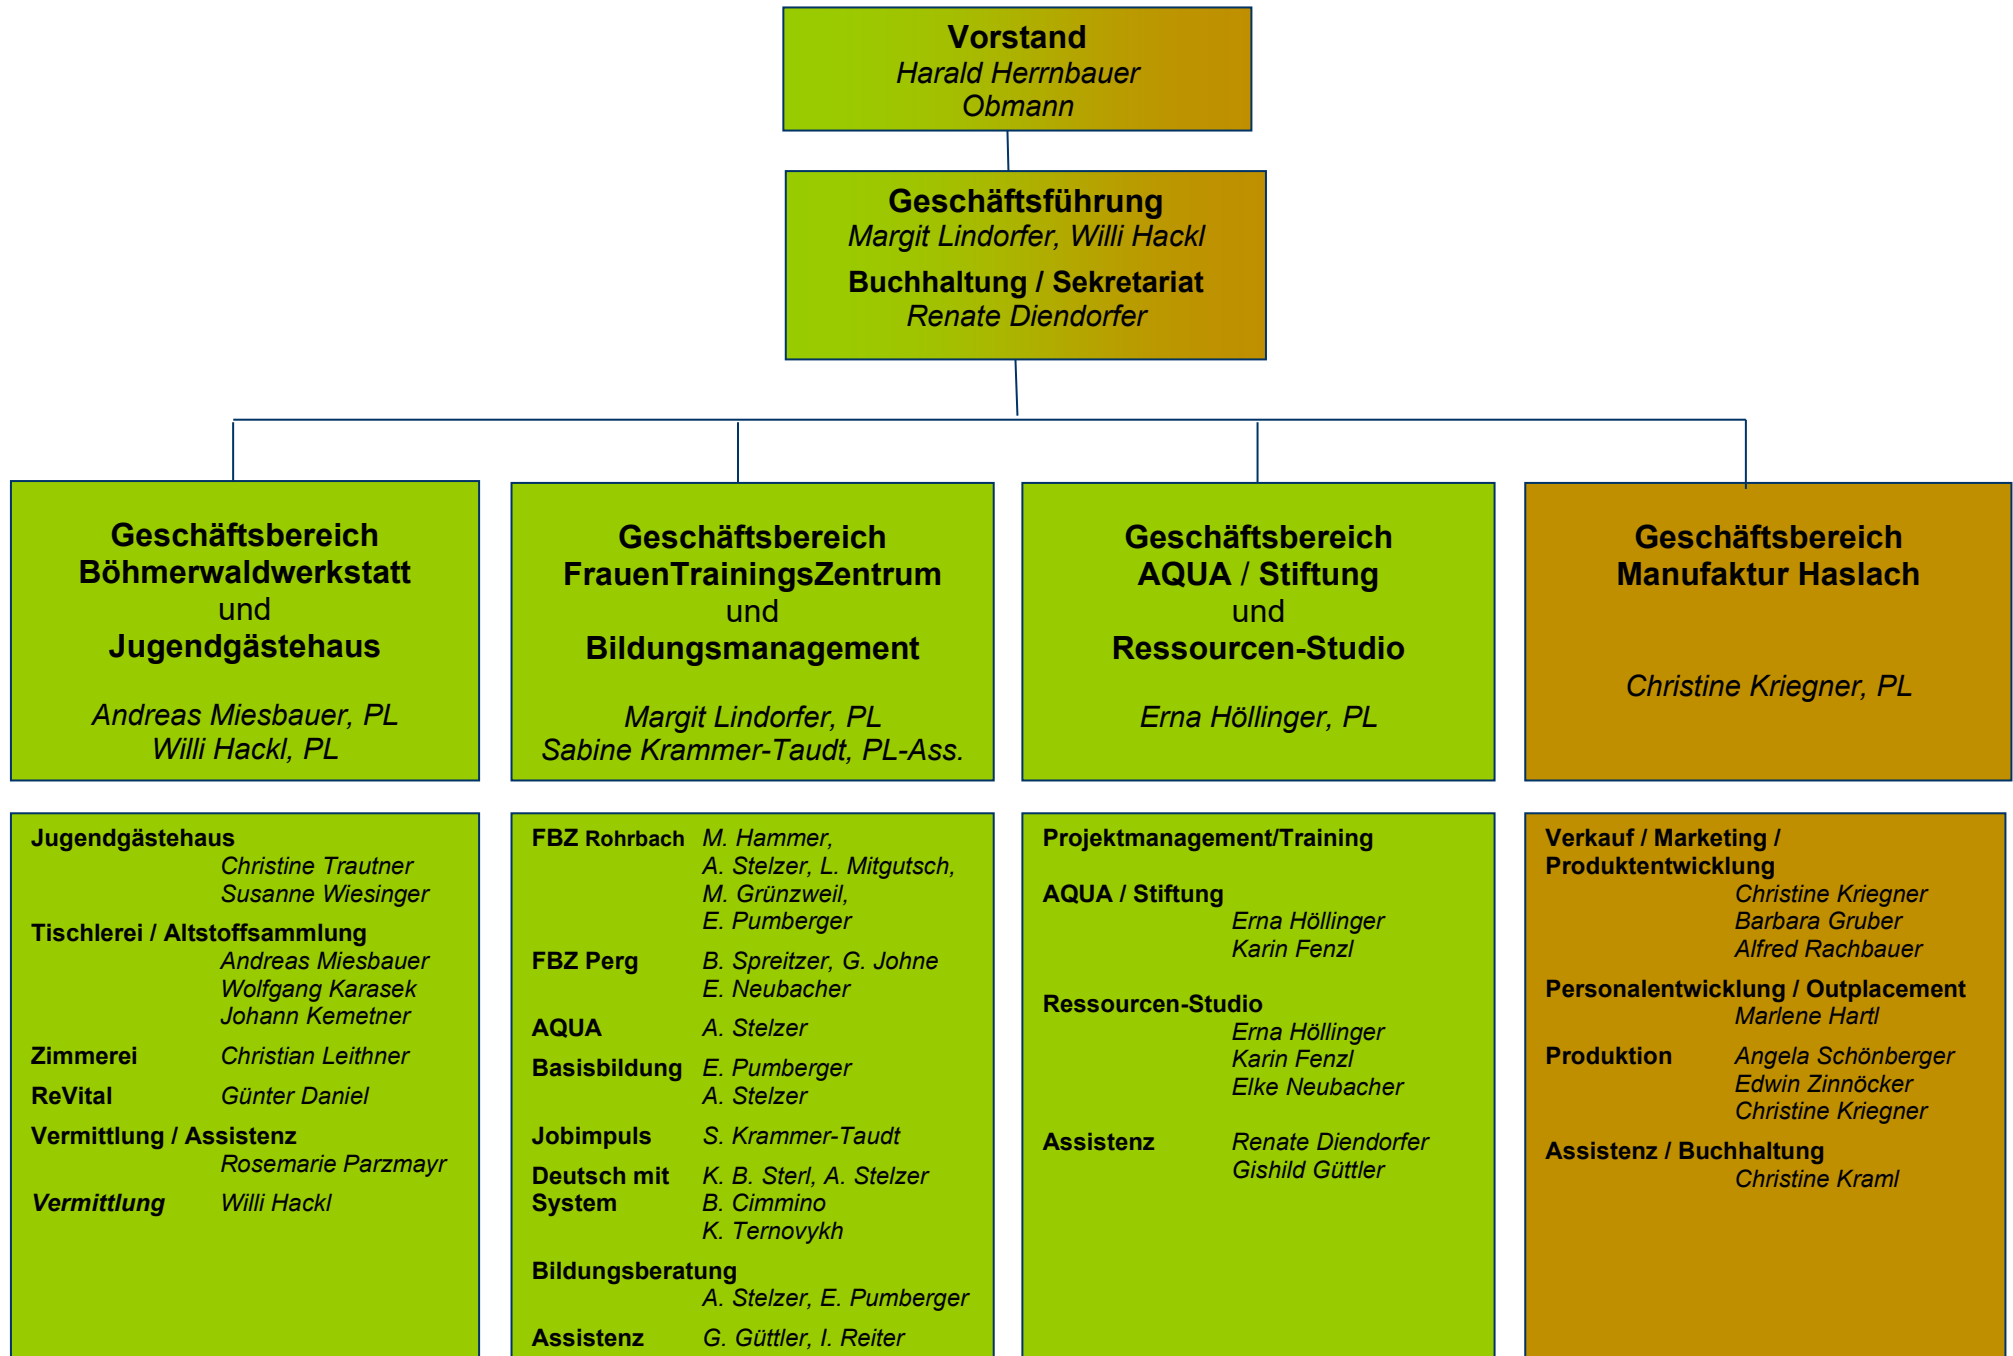 Vorstand
Harald Herrnbauer
Obmann
Geschäftsführung
Margit Lindorfer, Willi Hackl
Buchhaltung / Sekretariat
Renate Diendorfer
Geschäftsbereich
Böhmerwaldwerkstatt
und
Jugendgästehaus
Andreas Miesbauer, PL
Willi Hackl, PL
Geschäftsbereich
FrauenTrainingsZentrum
und
Bildungsmanagement
Margit Lindorfer, PL
Sabine Krammer-Taudt, PL-Ass.
Geschäftsbereich
AQUA / Stiftung
und
Ressourcen-Studio
Erna Höllinger, PL
Geschäftsbereich
Manufaktur Haslach
Christine Kriegner, PL
Jugendgästehaus
Christine Trautner
Susanne Wiesinger
Tischlerei / Altstoffsammlung
Andreas Miesbauer
Wolfgang Karasek
Johann Kemetner
Zimmerei Christian Leithner
ReVital Günter Daniel
Vermittlung / Assistenz
Rosemarie Parzmayr
Vermittlung Willi Hackl
FBZ Rohrbach M. Hammer,
A. Stelzer, L. Mitgutsch,
M. Grünzweil,
E. Pumberger
FBZ Perg B. Spreitzer, G. Johne
E. Neubacher
AQUA A. Stelzer
Basisbildung E. Pumberger
A. Stelzer
Jobimpuls S. Krammer-Taudt
Deutsch mit K. B. Sterl, A. Stelzer
System B. Cimmino
K. Ternovykh
Bildungsberatung
A. Stelzer, E. Pumberger
Assistenz G. Güttler, I. Reiter
Projektmanagement/Training
AQUA / Stiftung
Erna Höllinger
Karin Fenzl
Ressourcen-Studio
Erna Höllinger
Karin Fenzl
Elke Neubacher
Assistenz Renate Diendorfer
Gishild Güttler
Verkauf / Marketing /
Produktentwicklung
Christine Kriegner
Barbara Gruber
Alfred Rachbauer
Personalentwicklung / Outplacement
Marlene Hartl
Produktion Angela Schönberger
Edwin Zinnöcker
Christine Kriegner
Assistenz / Buchhaltung
Christine Kraml